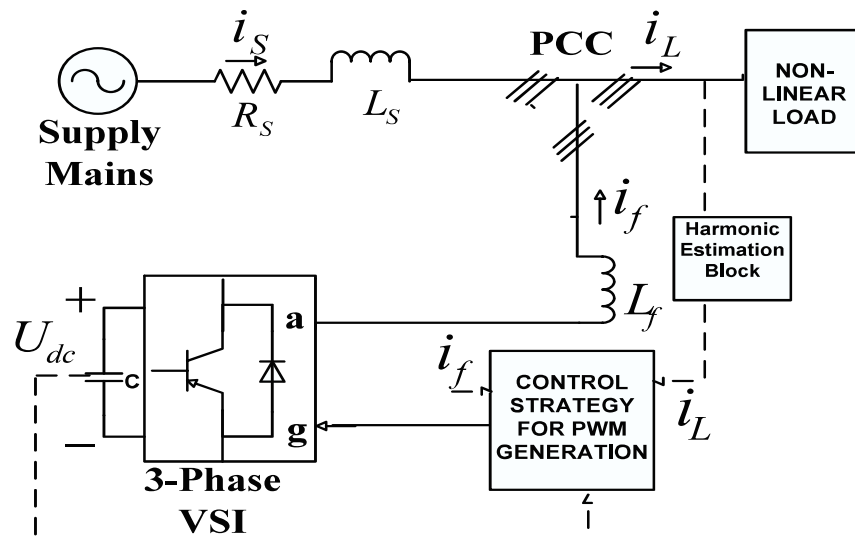 i_S
PCC
i_L
NON-
LINEAR
LOAD
R_S
L_S
Supply
Mains
i_f
Harmonic
Estimation
Block
+
a
L_f
U_dc
C
i_f
CONTROL
STRATEGY
FOR PWM
GENERATION
i_L
−
g
3-Phase
VSI